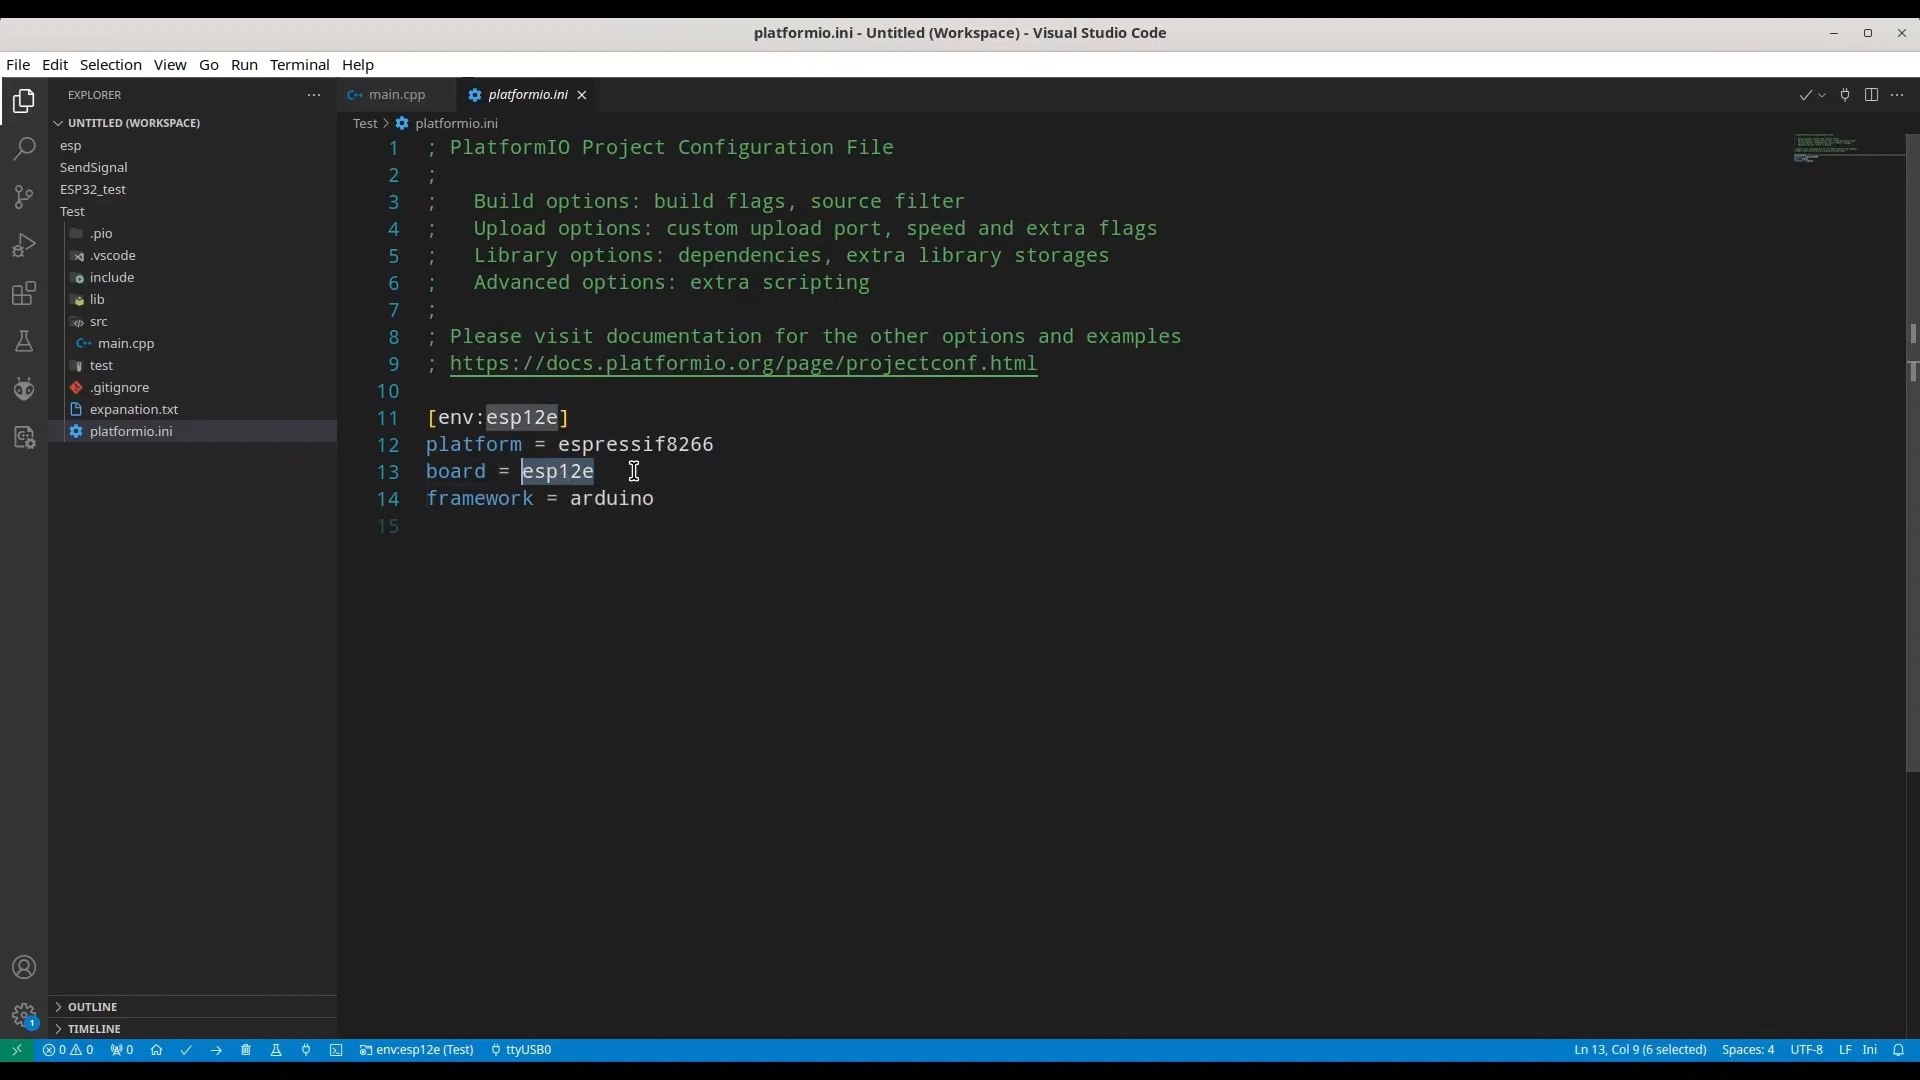 platformio.ini - Untitled (Workspace) - Visual Studio Code
File Edit Selection View Go Run Terminal Help
EXPLORER
UNTITLED (WORKSPACE)
esp
SendSignal
ESP32_test
Test
.pio
.vscode
include
lib
src
main.cpp
test
.gitignore
expanation.txt
platformio.ini
OUTLINE
TIMELINE
main.cpp platformio.ini
Test > platformio.ini
1 ; PlatformIO Project Configuration File
2 ;
3 ;   Build options: build flags, source filter
4 ;   Upload options: custom upload port, speed and extra flags
5 ;   Library options: dependencies, extra library storages
6 ;   Advanced options: extra scripting
7 ;
8 ; Please visit documentation for the other options and examples
9 ; https://docs.platformio.org/page/projectconf.html
10
11 [env:esp12e]
12 platform = espressif8266
13 board = esp12e
14 framework = arduino
15
1
0 0 0 env:esp12e (Test) ttyUSB0 Ln 13, Col 9 (6 selected) Spaces: 4 UTF-8 LF Ini